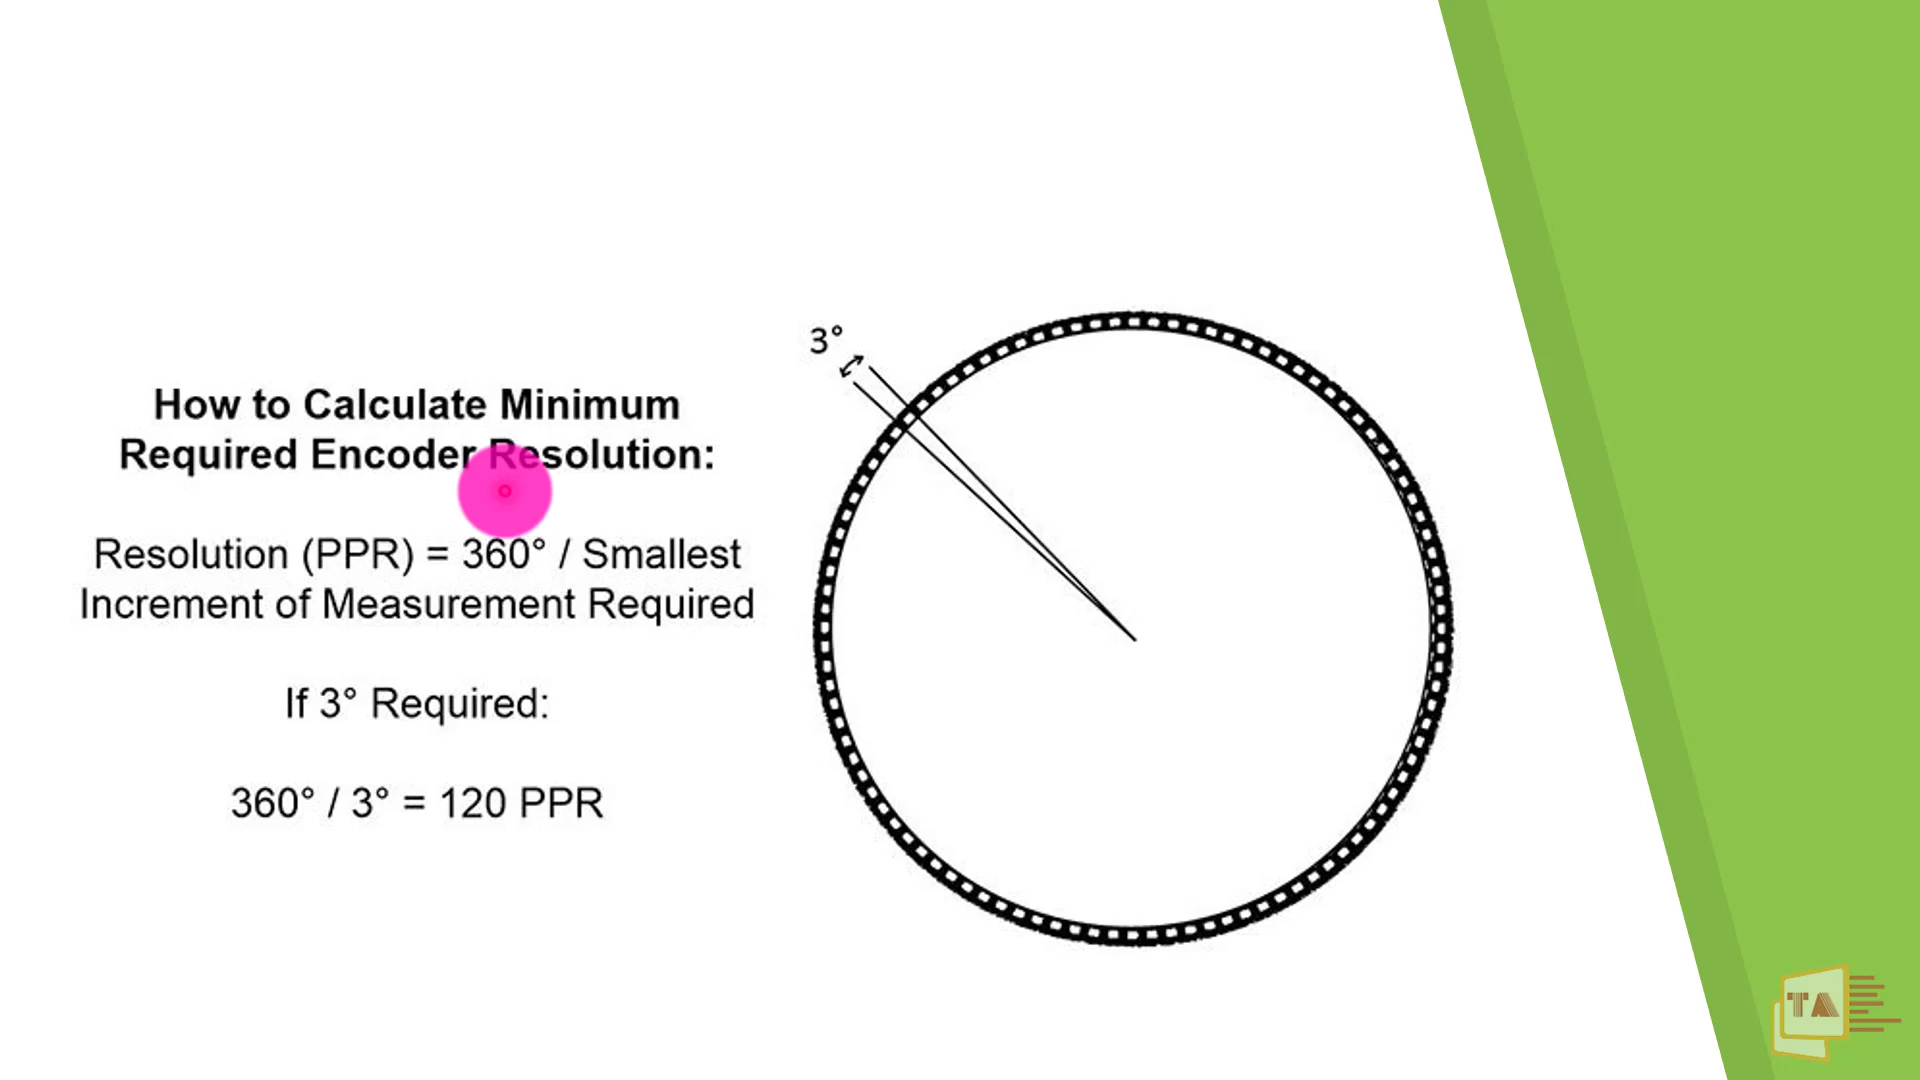 How to Calculate Minimum
Required Encoder Resolution:
Resolution (PPR) = 360° / Smallest
Increment of Measurement Required
If 3° Required:
360° / 3° = 120 PPR
3°
TA